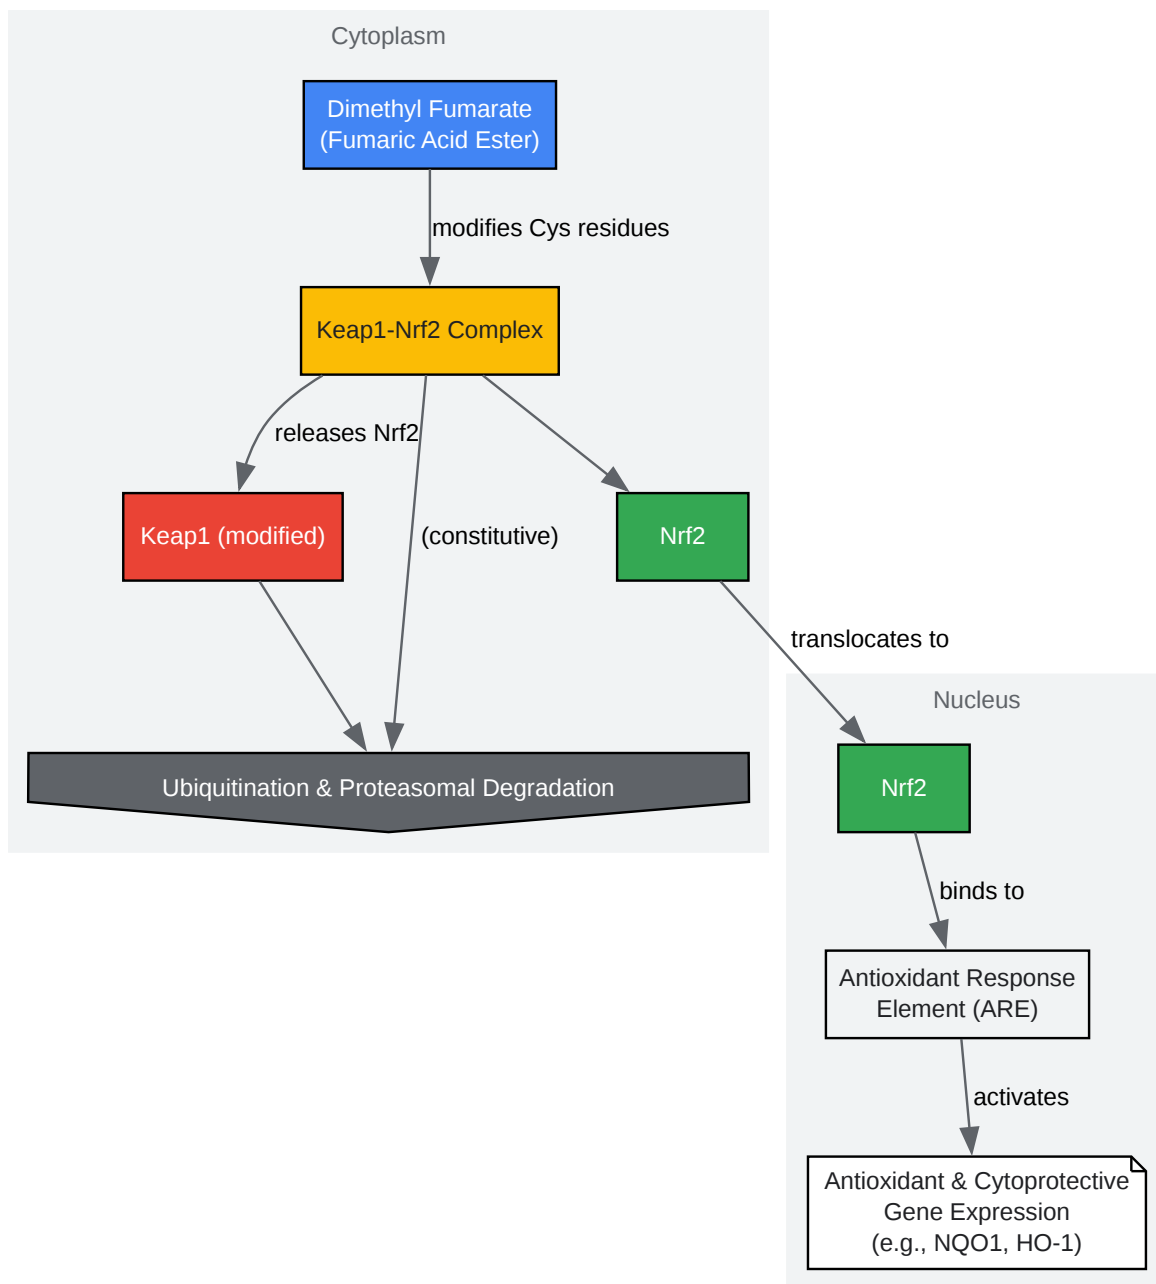 Cytoplasm
Dimethyl Fumarate
(Fumaric Acid Ester)
modifies Cys residues
Keap1-Nrf2 Complex
releases Nrf2
Keap1 (modified)
(constitutive)
Nrf2
translocates to
Ubiquitination & Proteasomal Degradation
Nucleus
Nrf2
binds to
Antioxidant Response
Element (ARE)
activates
Antioxidant & Cytoprotective
Gene Expression
(e.g., NQO1, HO-1)